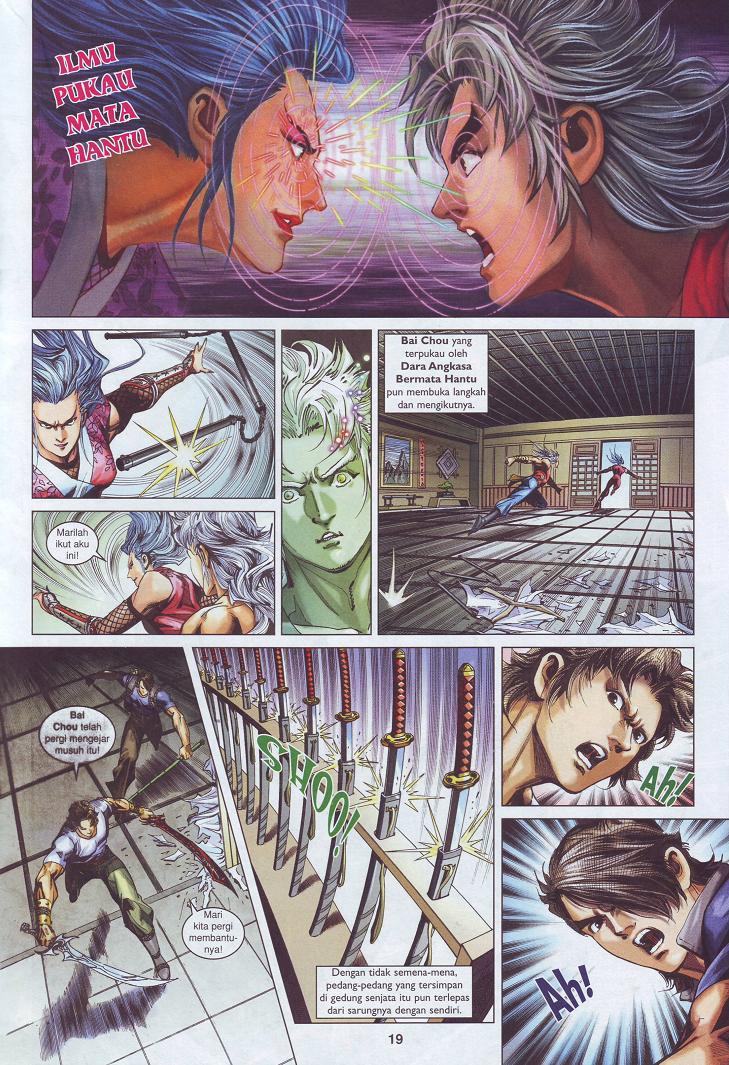 ILMU
PUKAU
MATA
HANTU
Bai Chou yang
terpukau oleh
Dara Angkasa
Bermata Hantu
pun membuka langkah
dan mengikutnya.
Marilah
ikut aku
ini!
Bai
Chou telah
pergi mengejar
musuh itu!
Mari
kita pergi
membantu-
nya!
SHOOO!
Dengan tidak semena-mena,
pedang-pedang yang tersimpan
di gedung senjata itu pun terlepas
dari sarungnya dengan sendiri.
Ah!
Ah!
19